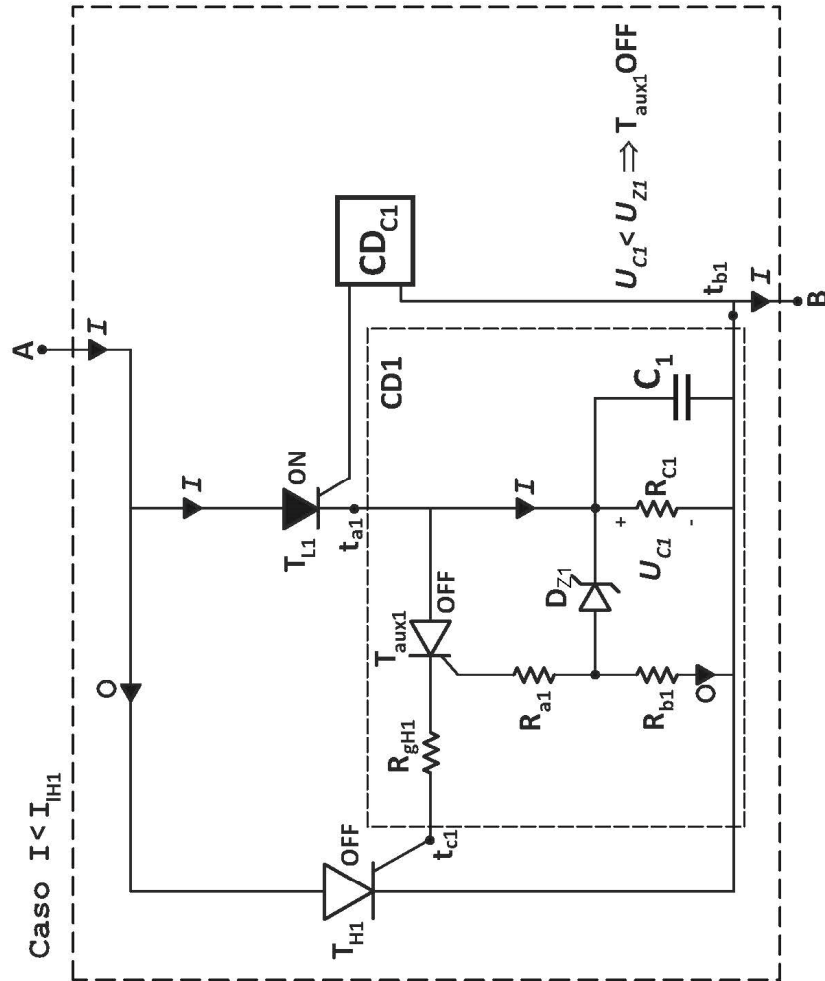 Caso I<I_IH1
A
I
O
I
T_L1
ON
CD_C1
T_H1
OFF
t_a1
t_c1
CD1
R_gH1
T_aux1
OFF
I
R_a1
D_Z1
R_b1
O
+
U_C1
-
R_C1
C_1
U_C1 < U_Z1 ⇒ T_aux1 OFF
t_b1
I
B